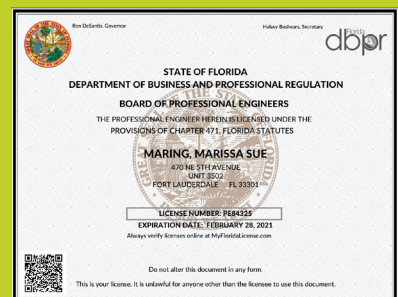 Ron DeSantis, Governor
Halsey Beshears, Secretary
Florida
dbpr
STATE OF FLORIDA
DEPARTMENT OF BUSINESS AND PROFESSIONAL REGULATION
BOARD OF PROFESSIONAL ENGINEERS
THE PROFESSIONAL ENGINEER HEREIN IS LICENSED UNDER THE
PROVISIONS OF CHAPTER 471, FLORIDA STATUTES
MARING, MARISSA SUE
470 NE 5TH AVENUE
UNIT 3502
FORT LAUDERDALE FL 33301
LICENSE NUMBER: PE84325
EXPIRATION DATE: FEBRUARY 28, 2021
Always verify licenses online at MyFloridaLicense.com
Do not alter this document in any form.
This is your license. It is unlawful for anyone other than the licensee to use this document.